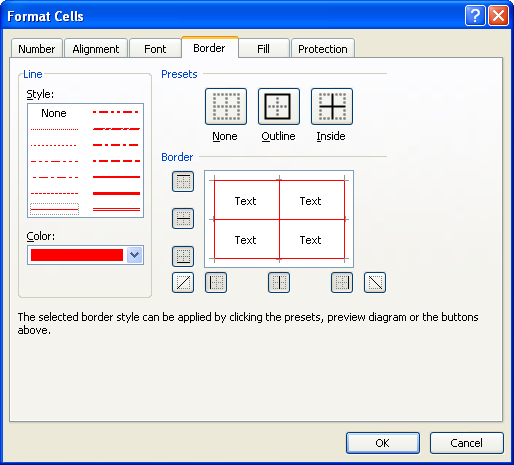 Format Cells
Number Alignment Font Border Fill Protection
Line
Style:
None
Color:
Presets
None Outline Inside
Border
Text Text
Text Text
The selected border style can be applied by clicking the presets, preview diagram or the buttons
above.
OK Cancel